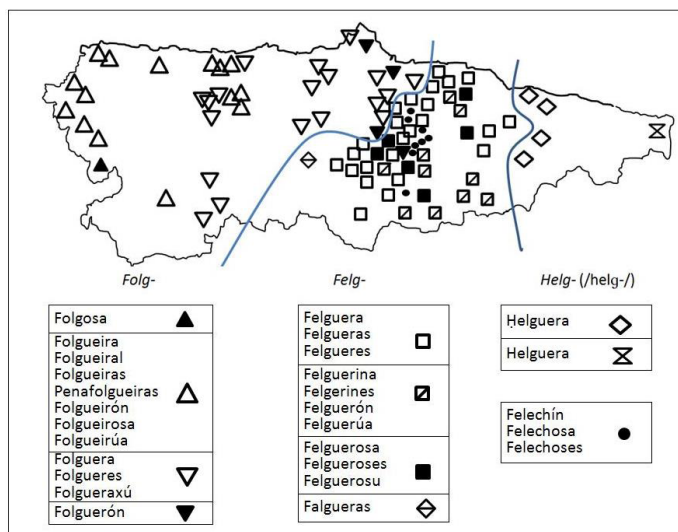 Folg-
Felg-
Helg- (/helg-/)
Folgosa
Folgueira
Folgueiral
Folgueiras
Penafolgueiras
Folgueirón
Folgueirosa
Folgueirúa
Folguera
Folgueres
Folgueraxú
Folguerón
Felguera
Felgueras
Felgueres
Felguerina
Felgerines
Felguerón
Felguerúa
Felguerosa
Felgueroses
Felguerosu
Falgueras
Ḥelguera
Helguera
Felechín
Felechosa
Felechoses